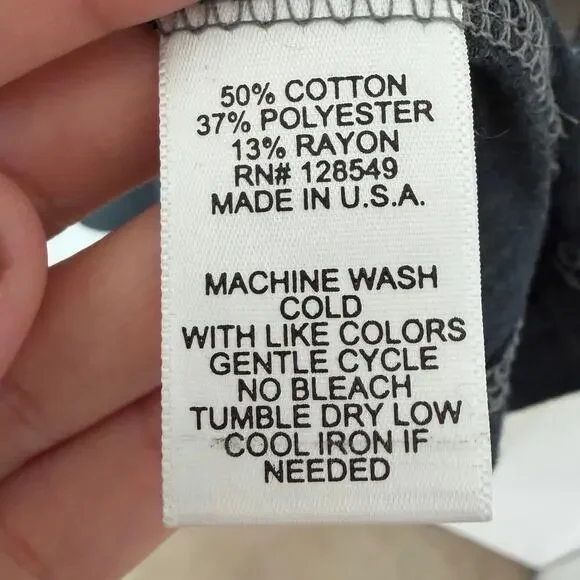 50% COTTON
37% POLYESTER
13% RAYON
RN# 128549
MADE IN U.S.A.
MACHINE WASH
COLD
WITH LIKE COLORS
GENTLE CYCLE
NO BLEACH
TUMBLE DRY LOW
COOL IRON IF
NEEDED